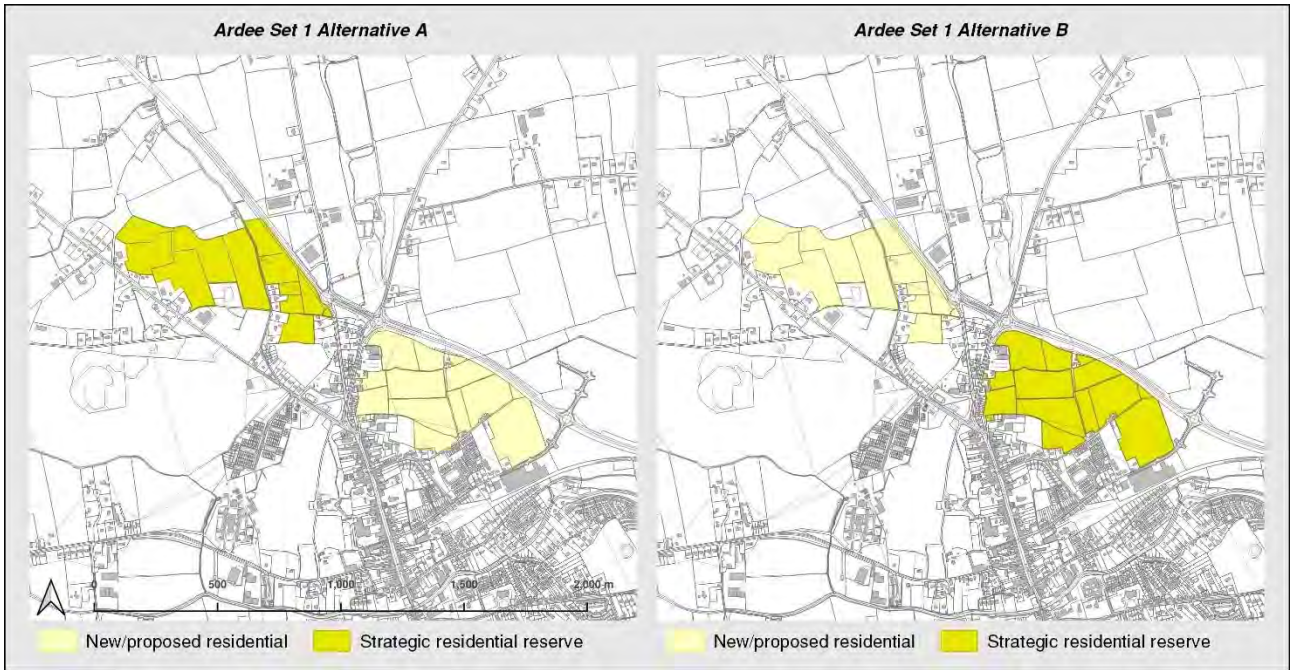 Ardee Set 1 Alternative A
Ardee Set 1 Alternative B
0 500 1,000 1,500 2,000 m
New/proposed residential
Strategic residential reserve
New/proposed residential
Strategic residential reserve